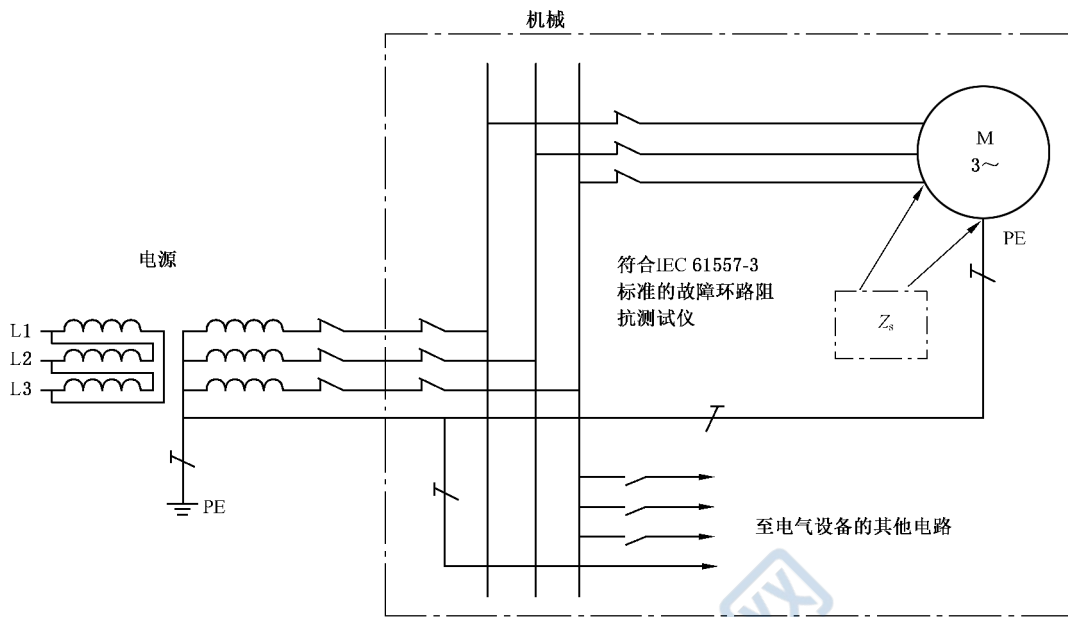 机械
M
3～
PE
电源
符合IEC 61557-3
标准的故障环路阻
抗测试仪
Zs
L1
L2
L3
PE
至电气设备的其他电路